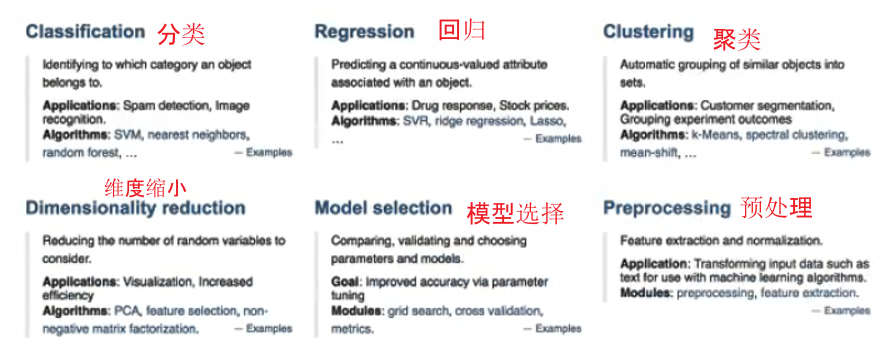 Classification 分类
Identifying to which category an object
belongs to.
Applications: Spam detection, Image
recognition.
Algorithms: SVM, nearest neighbors,
random forest, ... — Examples
Regression 回归
Predicting a continuous-valued attribute
associated with an object.
Applications: Drug response, Stock prices.
Algorithms: SVR, ridge regression, Lasso,
... — Examples
Clustering 聚类
Automatic grouping of similar objects into
sets.
Applications: Customer segmentation,
Grouping experiment outcomes
Algorithms: k-Means, spectral clustering,
mean-shift, ... — Examples
维度缩小
Dimensionality reduction
Reducing the number of random variables to
consider.
Applications: Visualization, Increased
efficiency
Algorithms: PCA, feature selection, non-
negative matrix factorization. — Examples
Model selection 模型选择
Comparing, validating and choosing
parameters and models.
Goal: Improved accuracy via parameter
tuning
Modules: grid search, cross validation,
metrics. — Examples
Preprocessing 预处理
Feature extraction and normalization.
Application: Transforming input data such as
text for use with machine learning algorithms.
Modules: preprocessing, feature extraction.
— Examples